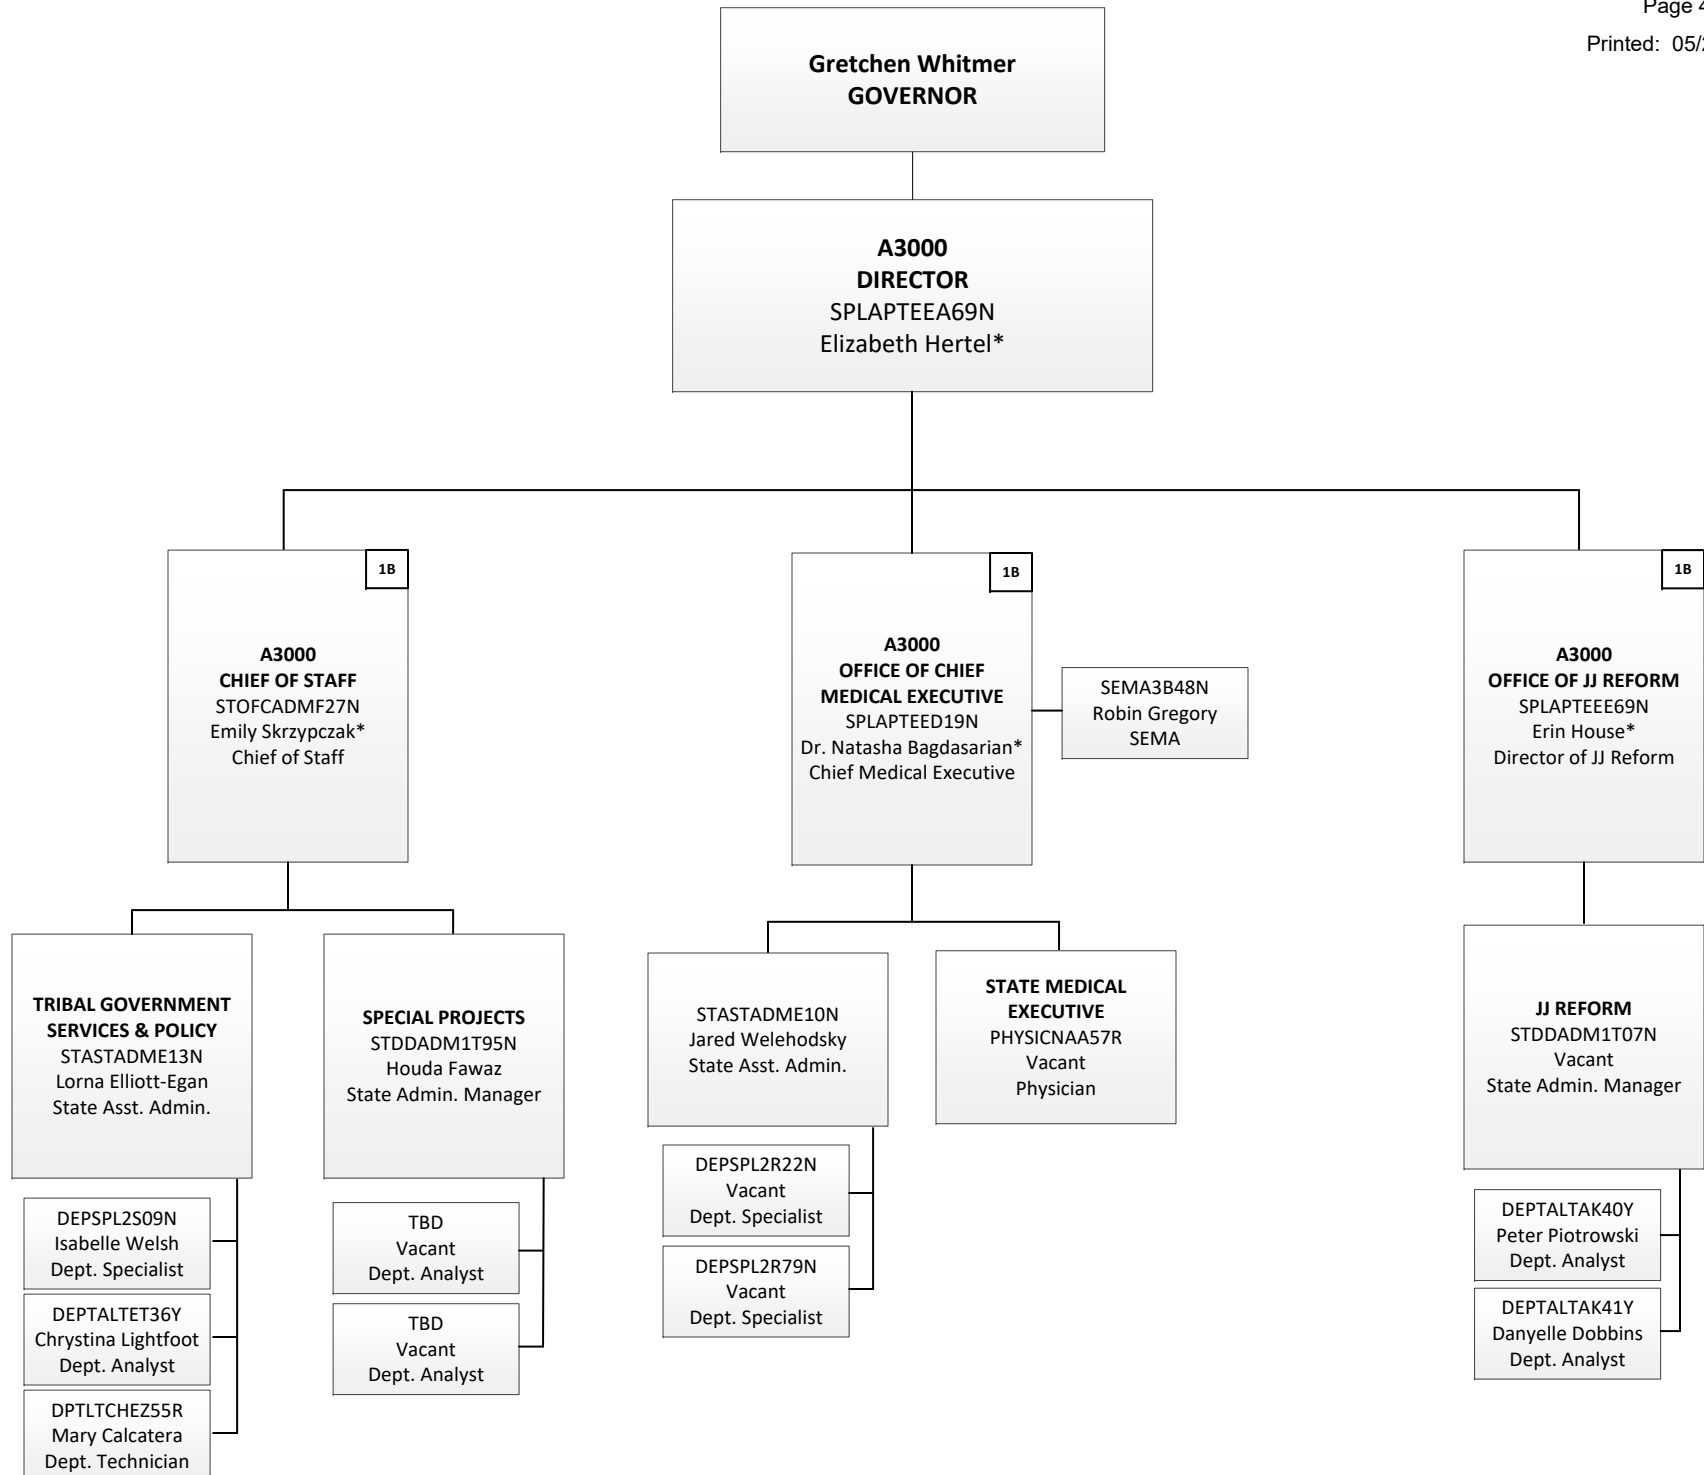 Page 4
Printed: 05/
Gretchen Whitmer
GOVERNOR
A3000
DIRECTOR
SPLAPTEEA69N
Elizabeth Hertel*
1B
A3000
CHIEF OF STAFF
STOFCADMF27N
Emily Skrzypczak*
Chief of Staff
1B
A3000
OFFICE OF CHIEF
MEDICAL EXECUTIVE
SPLAPTEED19N
Dr. Natasha Bagdasarian*
Chief Medical Executive
SEMA3B48N
Robin Gregory
SEMA
1B
A3000
OFFICE OF JJ REFORM
SPLAPTEEE69N
Erin House*
Director of JJ Reform
TRIBAL GOVERNMENT
SERVICES & POLICY
STASTADME13N
Lorna Elliott-Egan
State Asst. Admin.
SPECIAL PROJECTS
STDDADM1T95N
Houda Fawaz
State Admin. Manager
STASTADME10N
Jared Welehodsky
State Asst. Admin.
STATE MEDICAL
EXECUTIVE
PHYSICNAA57R
Vacant
Physician
JJ REFORM
STDDADM1T07N
Vacant
State Admin. Manager
DEPSPL2S09N
Isabelle Welsh
Dept. Specialist
DEPTALTET36Y
Chrystina Lightfoot
Dept. Analyst
DPTLTCHEZ55R
Mary Calcatera
Dept. Technician
TBD
Vacant
Dept. Analyst
TBD
Vacant
Dept. Analyst
DEPSPL2R22N
Vacant
Dept. Specialist
DEPSPL2R79N
Vacant
Dept. Specialist
DEPTALTAK40Y
Peter Piotrowski
Dept. Analyst
DEPTALTAK41Y
Danyelle Dobbins
Dept. Analyst